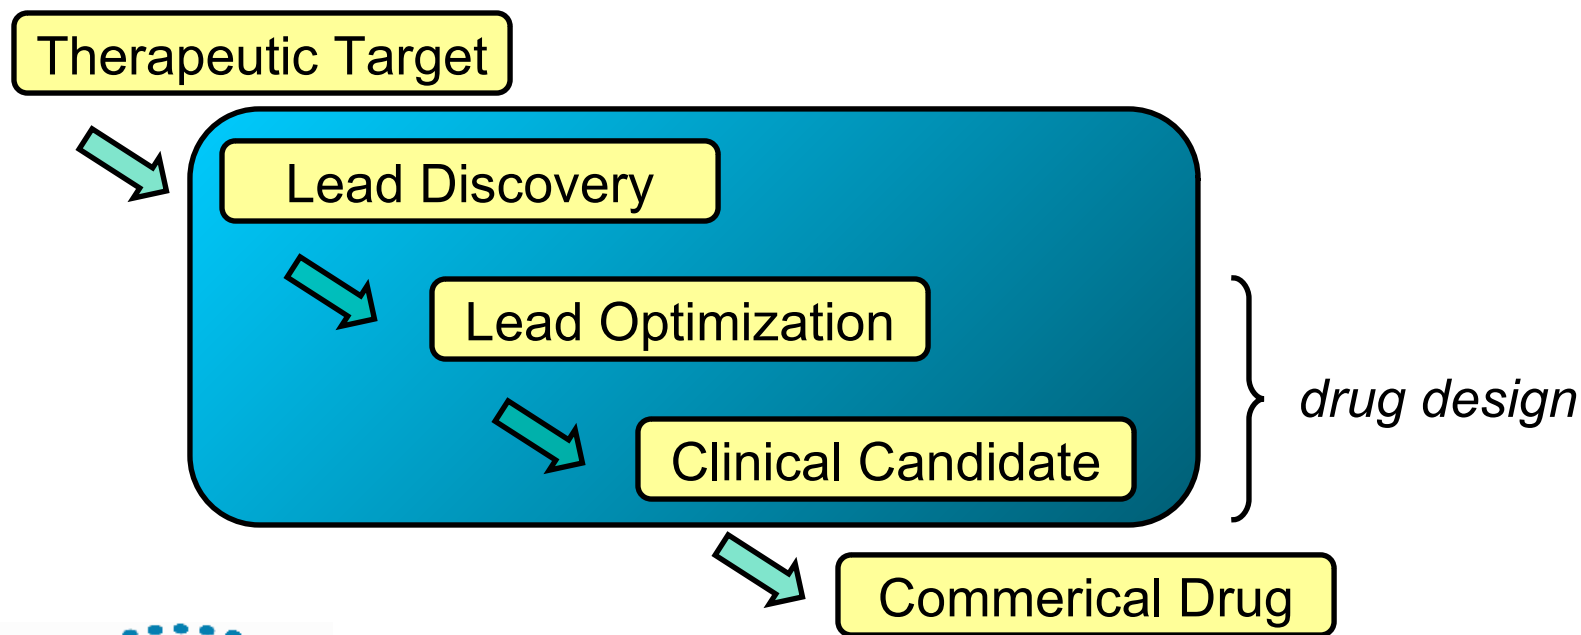 Therapeutic Target
Lead Discovery
Lead Optimization
drug design
Clinical Candidate
Commerical Drug